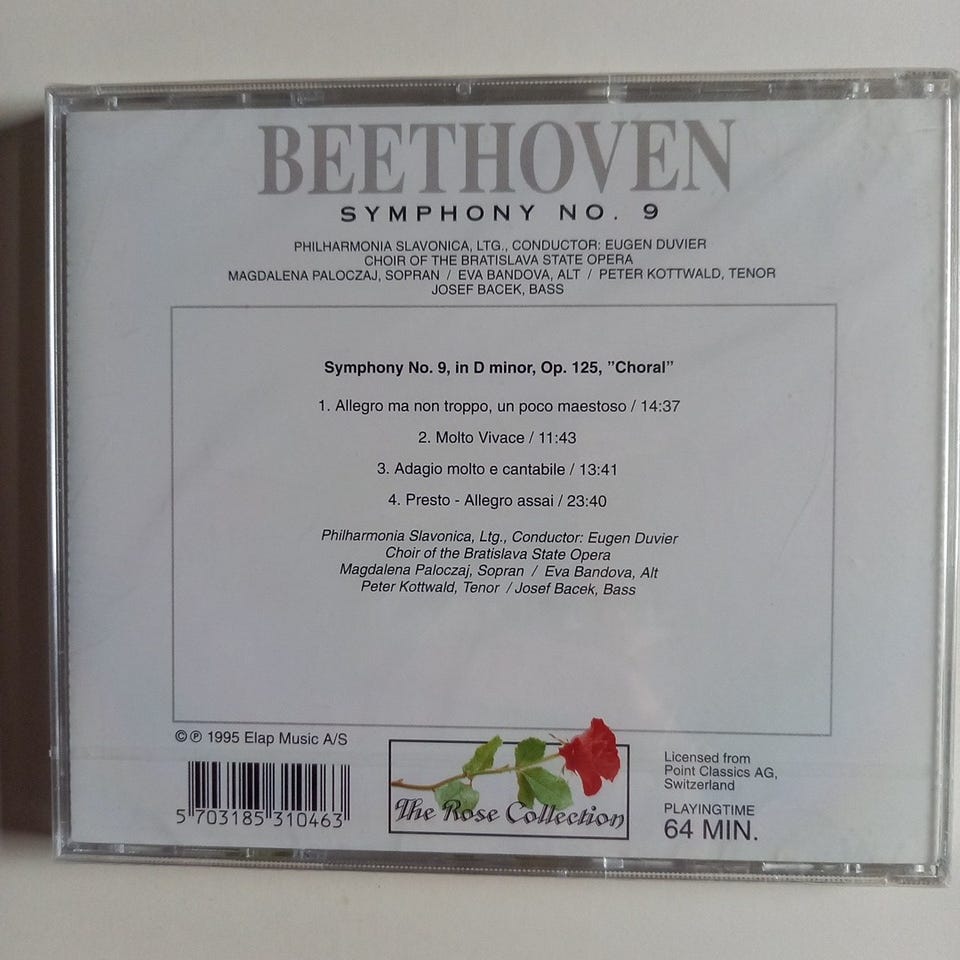 BEETHOVEN
SYMPHONY NO. 9
PHILHARMONIA SLAVONICA, LTG., CONDUCTOR: EUGEN DUVIER
CHOIR OF THE BRATISLAVA STATE OPERA
MAGDALENA PALOCZAJ, SOPRAN / EVA BANDOVA, ALT / PETER KOTTWALD, TENOR
JOSEF BACEK, BASS
Symphony No. 9, in D minor, Op. 125, ”Choral”
1. Allegro ma non troppo, un poco maestoso / 14:37
2. Molto Vivace / 11:43
3. Adagio molto e cantabile / 13:41
4. Presto - Allegro assai / 23:40
Philharmonia Slavonica, Ltg., Conductor: Eugen Duvier
Choir of the Bratislava State Opera
Magdalena Paloczaj, Sopran / Eva Bandova, Alt
Peter Kottwald, Tenor / Josef Bacek, Bass
© ℗ 1995 Elap Music A/S
5 703185 310463
The Rose Collection
Licensed from
Point Classics AG,
Switzerland
PLAYINGTIME
64 MIN.